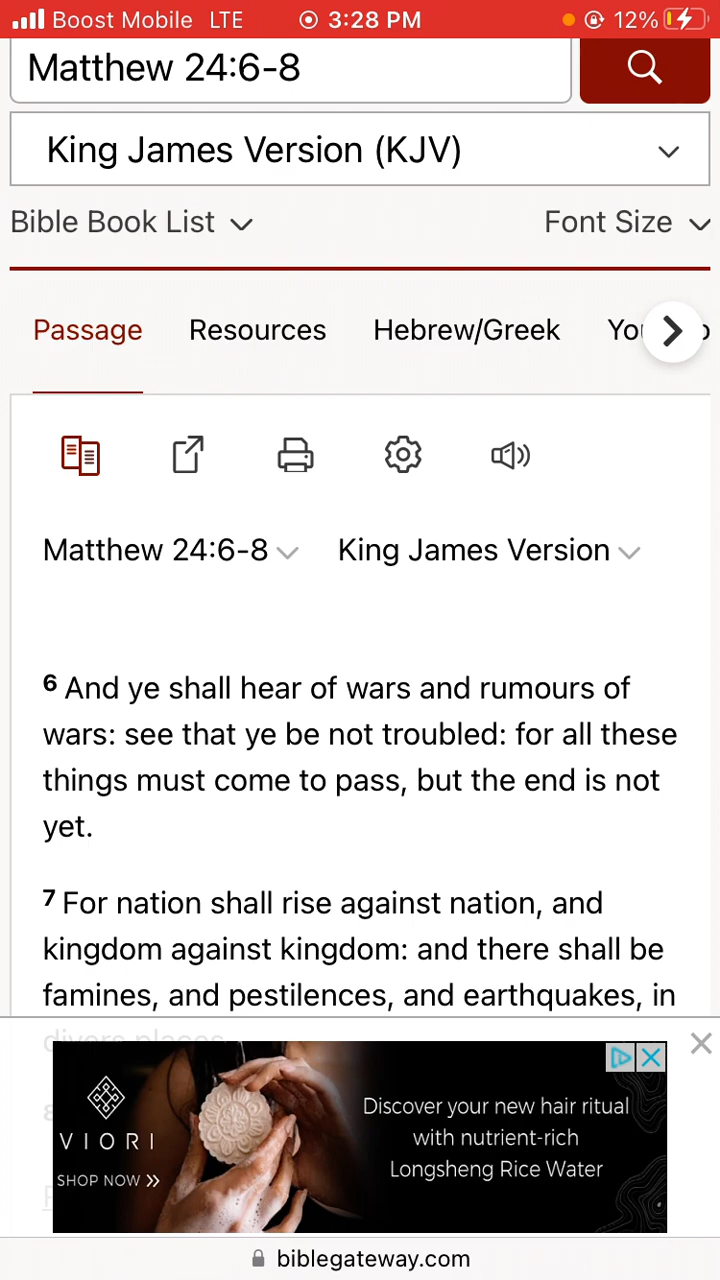 Boost Mobile LTE 3:28 PM 12%
Matthew 24:6-8
King James Version (KJV)
Bible Book List Font Size
Passage Resources Hebrew/Greek
Matthew 24:6-8 King James Version
6 And ye shall hear of wars and rumours of
wars: see that ye be not troubled: for all these
things must come to pass, but the end is not
yet.
7 For nation shall rise against nation, and
kingdom against kingdom: and there shall be
famines, and pestilences, and earthquakes, in
divers places.
VIORI
SHOP NOW »
Discover your new hair ritual
with nutrient-rich
Longsheng Rice Water
biblegateway.com